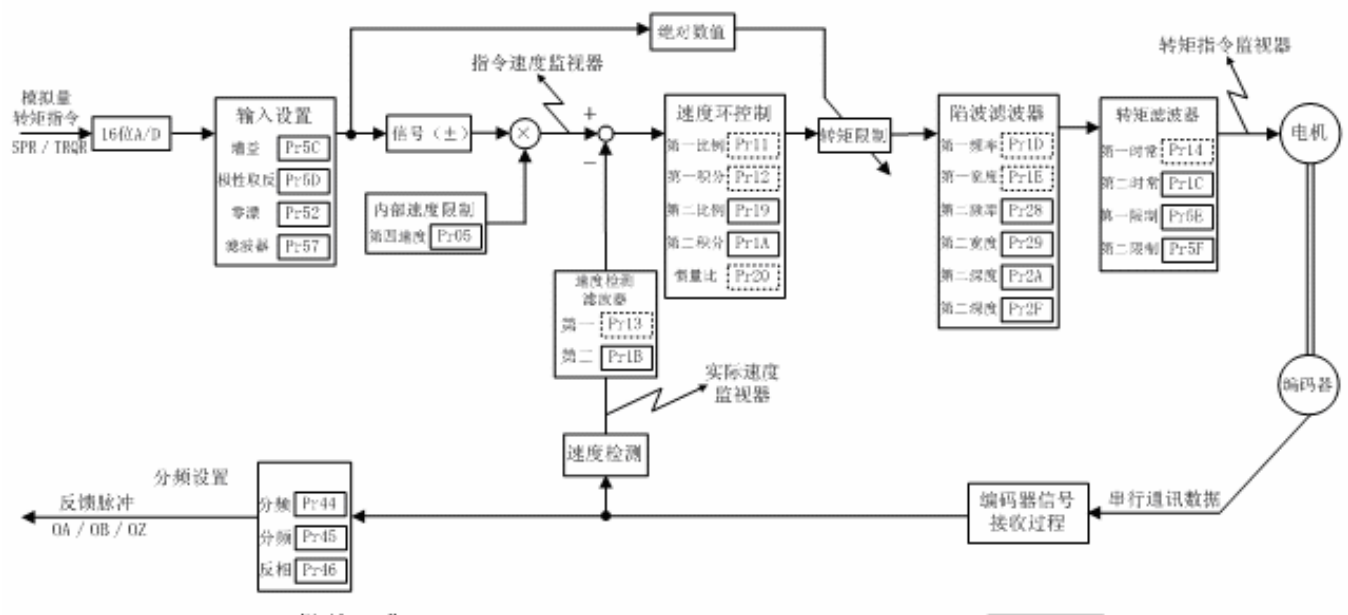 绝对数值
指令速度监视器
转矩指令监视器
模拟量
转矩指令
SPR / TRQR
16位A/D
输入设置
增益 Pr5C
极性取反 Pr5D
零漂 Pr52
滤波器 Pr57
信号(±)
×
+
−
内部速度限制
第四速度 Pr05
速度环控制
第一比例 Pr11
第一积分 Pr12
第二比例 Pr19
第二积分 Pr1A
惯量比 Pr20
转矩限制
陷波滤波器
第一频率 Pr1D
第一宽度 Pr1E
第二频率 Pr28
第二宽度 Pr29
第二深度 Pr2A
第二深度 Pr2F
转矩滤波器
第一时常 Pr14
第二时常 Pr1C
第一限制 Pr5E
第二限制 Pr5F
电机
速度检测
滤波器
第一 Pr13
第二 Pr1B
实际速度
监视器
速度检测
编码器
分频设置
反馈脉冲
OA / OB / OZ
分频 Pr44
分频 Pr45
反相 Pr46
编码器信号
接收过程
串行通讯数据